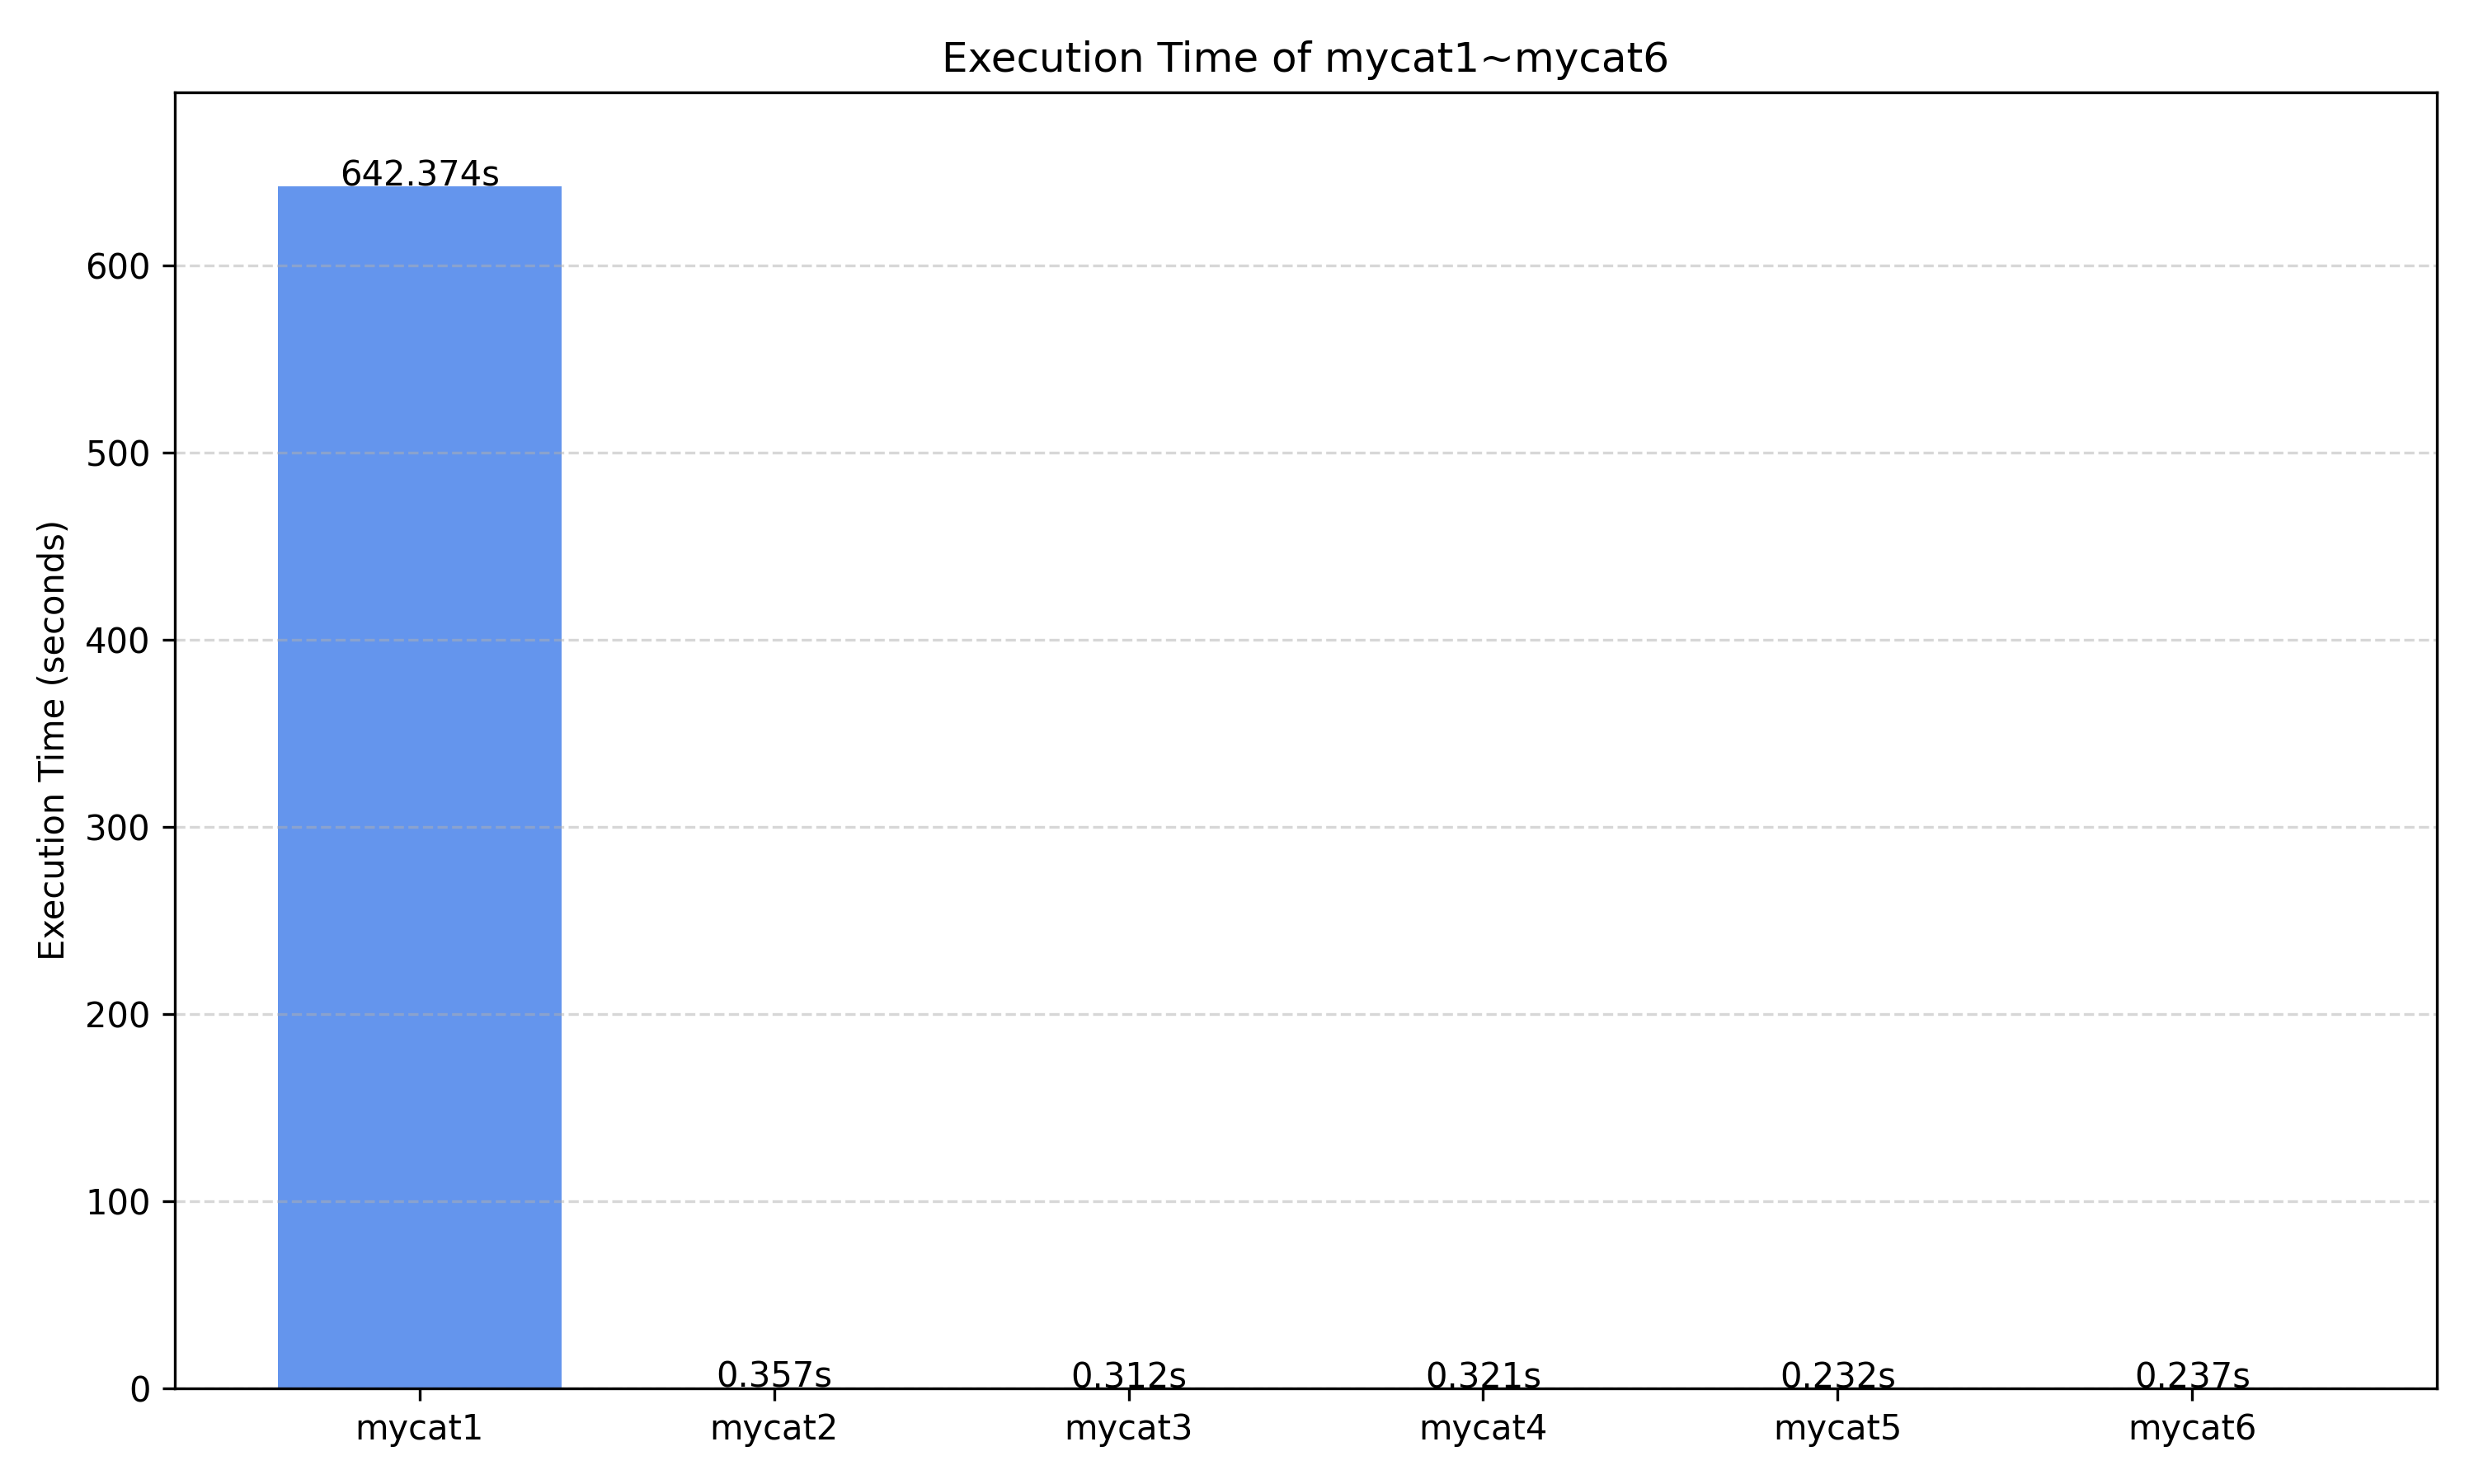 Execution Time of mycat1~mycat6
Execution Time (seconds)
600
500
400
300
200
100
0
642.374s
0.357s
0.312s
0.321s
0.232s
0.237s
mycat1
mycat2
mycat3
mycat4
mycat5
mycat6